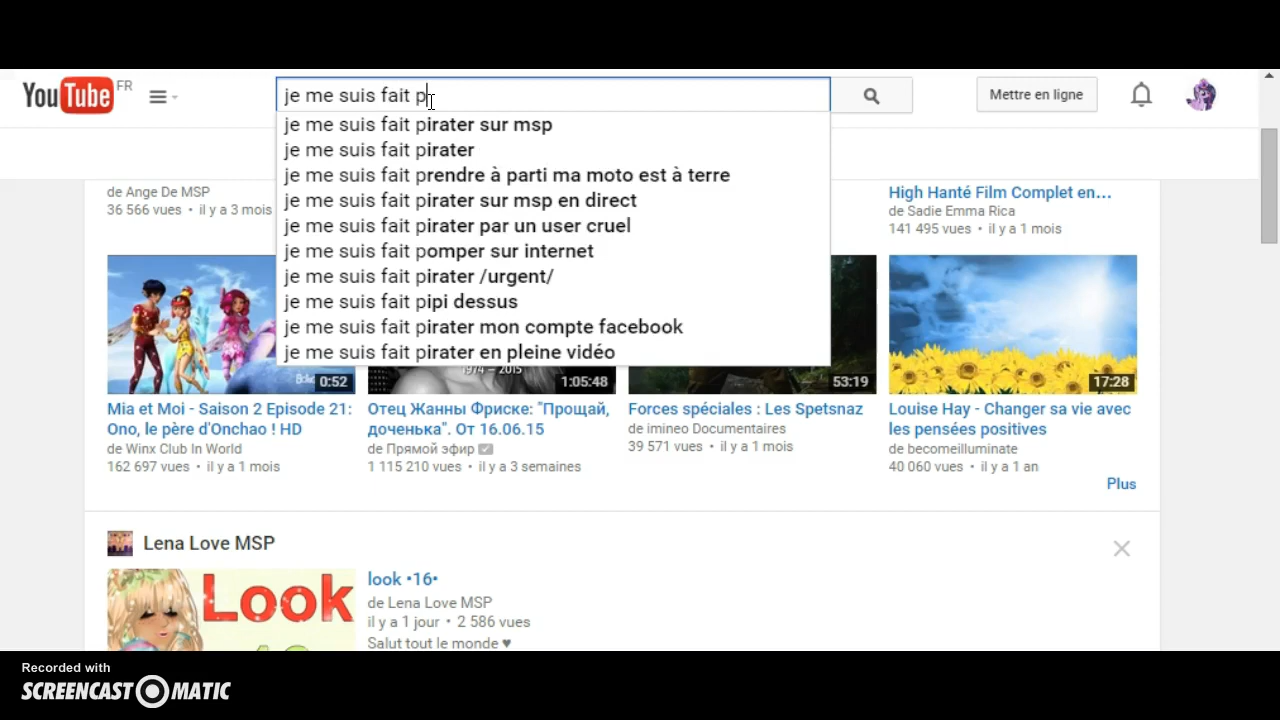 YouTube FR
je me suis fait p
Mettre en ligne
je me suis fait pirater sur msp
je me suis fait pirater
je me suis fait prendre à parti ma moto est à terre
je me suis fait pirater sur msp en direct
je me suis fait pirater par un user cruel
je me suis fait pomper sur internet
je me suis fait pirater /urgent/
je me suis fait pipi dessus
je me suis fait pirater mon compte facebook
je me suis fait pirater en pleine vidéo
de Ange De MSP
36 566 vues • il y a 3 mois
High Hanté Film Complet en…
de Sadie Emma Rica
141 495 vues • il y a 1 mois
0:52
Mia et Moi - Saison 2 Episode 21:
Ono, le père d'Onchao ! HD
de Winx Club In World
162 697 vues • il y a 1 mois
1974 – 2015
1:05:48
Отец Жанны Фриске: "Прощай,
доченька". От 16.06.15
de Прямой эфир
1 115 210 vues • il y a 3 semaines
53:19
Forces spéciales : Les Spetsnaz
de imineo Documentaires
39 571 vues • il y a 1 mois
17:28
Louise Hay - Changer sa vie avec
les pensées positives
de becomeilluminate
40 060 vues • il y a 1 an
Plus
Lena Love MSP
Look
look •16•
de Lena Love MSP
il y a 1 jour • 2 586 vues
Salut tout le monde ♥
Recorded with
SCREENCAST MATIC